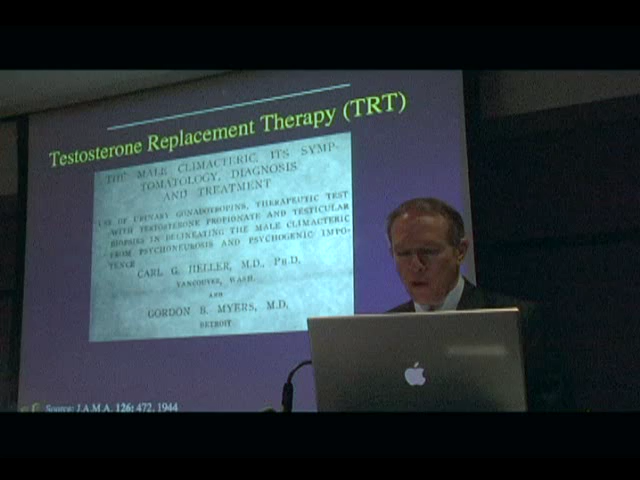 Testosterone Replacement Therapy (TRT)
THE MALE CLIMACTERIC, ITS SYMP-
TOMATOLOGY, DIAGNOSIS
AND TREATMENT
USE OF URINARY GONADOTROPINS, THERAPEUTIC TEST
WITH TESTOSTERONE PROPIONATE AND TESTICULAR
BIOPSIES IN DELINEATING THE MALE CLIMACTERIC
FROM PSYCHONEUROSIS AND PSYCHOGENIC IMPO-
TENCE
CARL G. HELLER, M.D., PH.D.
VANCOUVER, WASH.
AND
GORDON B. MYERS, M.D.
DETROIT
Source: J.A.M.A. 126: 472, 1944